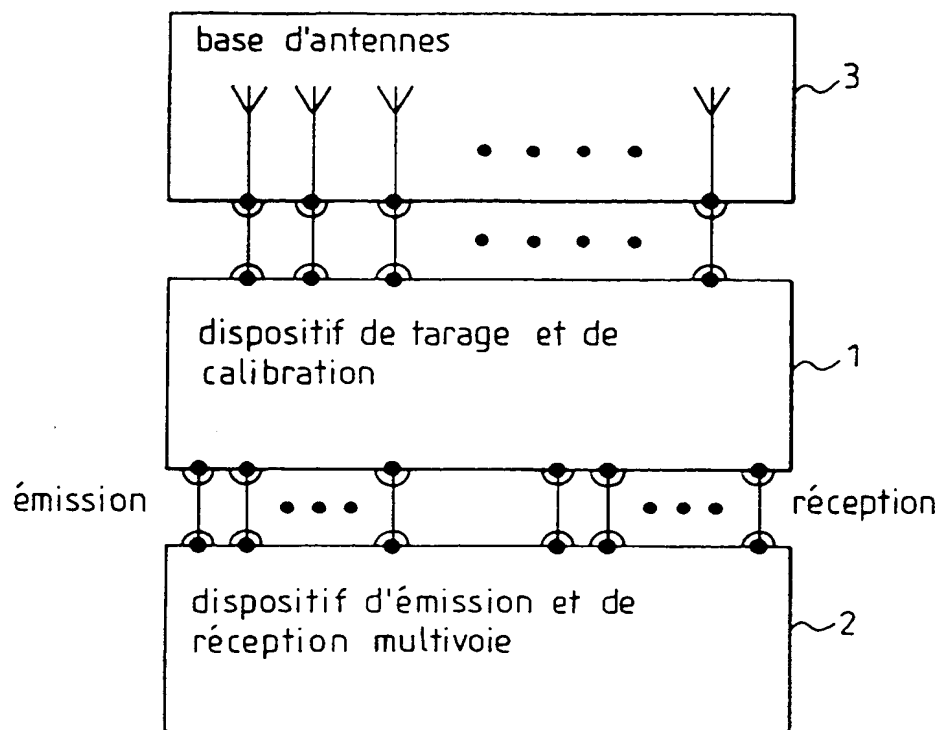 base d'antennes
3
dispositif de tarage et de
calibration
1
émission
réception
dispositif d'émission et de
réception multivoie
2